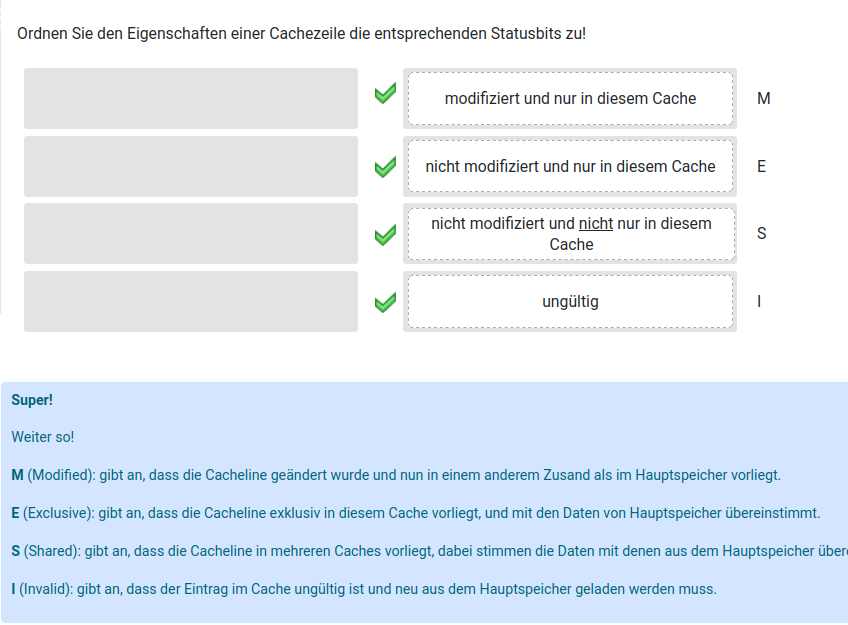 Ordnen Sie den Eigenschaften einer Cachezeile die entsprechenden Statusbits zu!
modifiziert und nur in diesem Cache M
nicht modifiziert und nur in diesem Cache E
nicht modifiziert und nicht nur in diesem
Cache S
ungültig I
Super!
Weiter so!
M (Modified): gibt an, dass die Cacheline geändert wurde und nun in einem anderem Zusand als im Hauptspeicher vorliegt.
E (Exclusive): gibt an, dass die Cacheline exklusiv in diesem Cache vorliegt, und mit den Daten von Hauptspeicher übereinstimmt.
S (Shared): gibt an, dass die Cacheline in mehreren Caches vorliegt, dabei stimmen die Daten mit denen aus dem Hauptspeicher
I (Invalid): gibt an, dass der Eintrag im Cache ungültig ist und neu aus dem Hauptspeicher geladen werden muss.